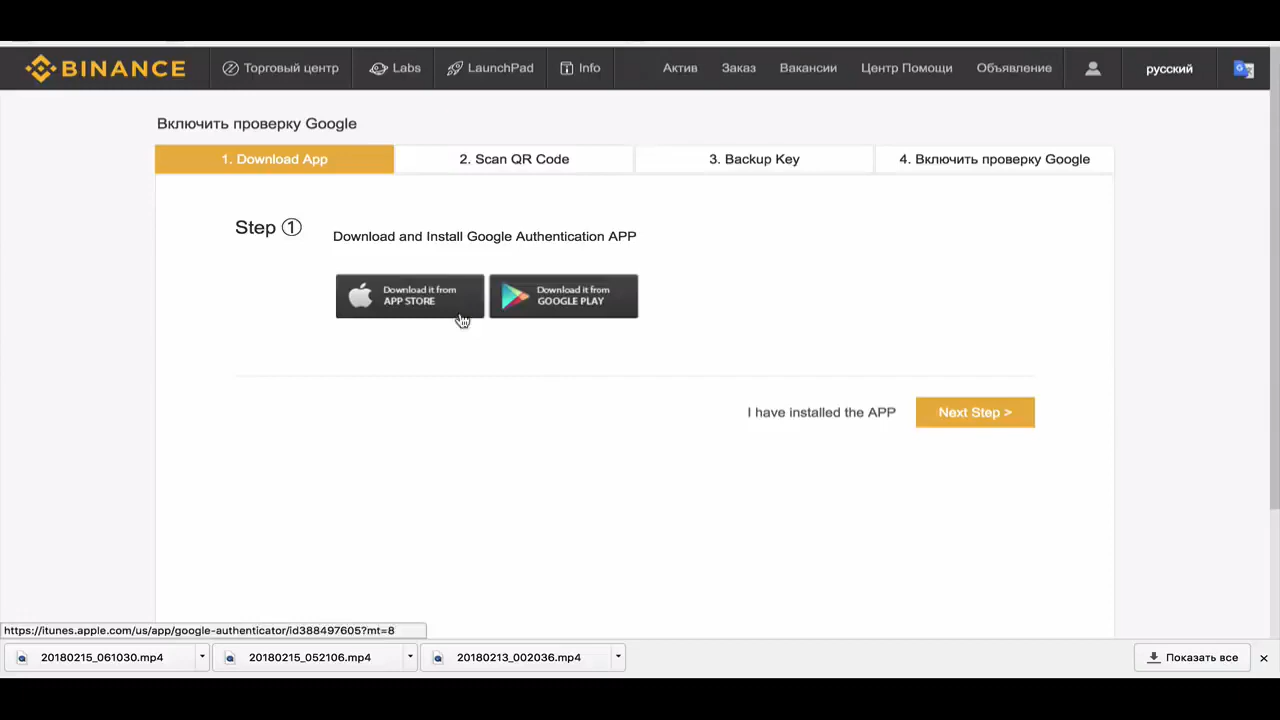 BINANCE Торговый центр Labs LaunchPad Info Актив Заказ Вакансии Центр Помощи Объявление русский
Включить проверку Google
1. Download App 2. Scan QR Code 3. Backup Key 4. Включить проверку Google
Step ①
Download and Install Google Authentication APP
Download it from
APP STORE
Download it from
GOOGLE PLAY
I have installed the APP Next Step >
https://itunes.apple.com/us/app/google-authenticator/id388497605?mt=8
20180215_061030.mp4 20180215_052106.mp4 20180213_002036.mp4 Показать все